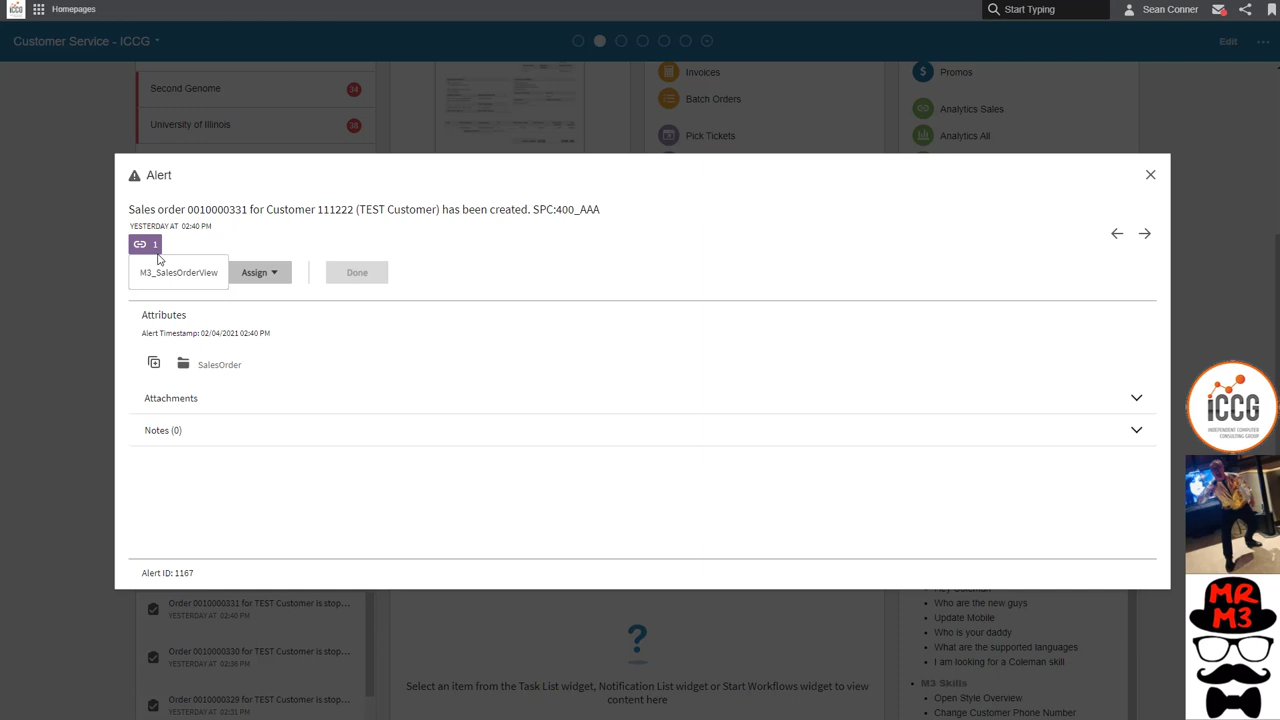 ICCG
Homepages
Start Typing
Sean Conner
Customer Service - ICCG
Edit
Second Genome
34
University of Illinois
Invoices
Batch Orders
Pick Tickets
Promos
Analytics Sales
Analytics All
Alert
Sales order 0010000331 for Customer 111222 (TEST Customer) has been created. SPC:400_AAA
YESTERDAY AT 02:40 PM
1
M3_SalesOrderView
Assign
Done
Attributes
Alert Timestamp: 02/04/2021 02:40 PM
SalesOrder
Attachments
Notes (0)
Alert ID: 1167
Order 0010000331 for TEST Customer is stop...
YESTERDAY AT 02:40 PM
Order 0010000330 for TEST Customer is stop...
YESTERDAY AT 02:36 PM
Order 0010000329 for TEST Customer is stop...
YESTERDAY AT 02:31 PM
?
Select an item from the Task List widget, Notification List widget or Start Workflows widget to view
content here
Hey Coleman
Who are the new guys
Update Mobile
Who is your daddy
What are the supported languages
I am looking for a Coleman skill
M3 Skills
Open Style Overview
Change Customer Phone Number
iCCG
INDEPENDENT COMPUTER
CONSULTING GROUP
MR
M3